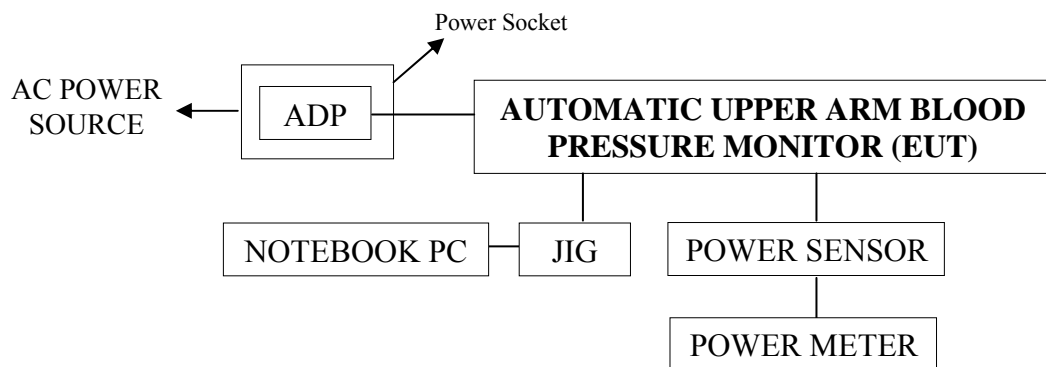 Power Socket
AC POWER
SOURCE
ADP
AUTOMATIC UPPER ARM BLOOD
PRESSURE MONITOR (EUT)
NOTEBOOK PC
JIG
POWER SENSOR
POWER METER